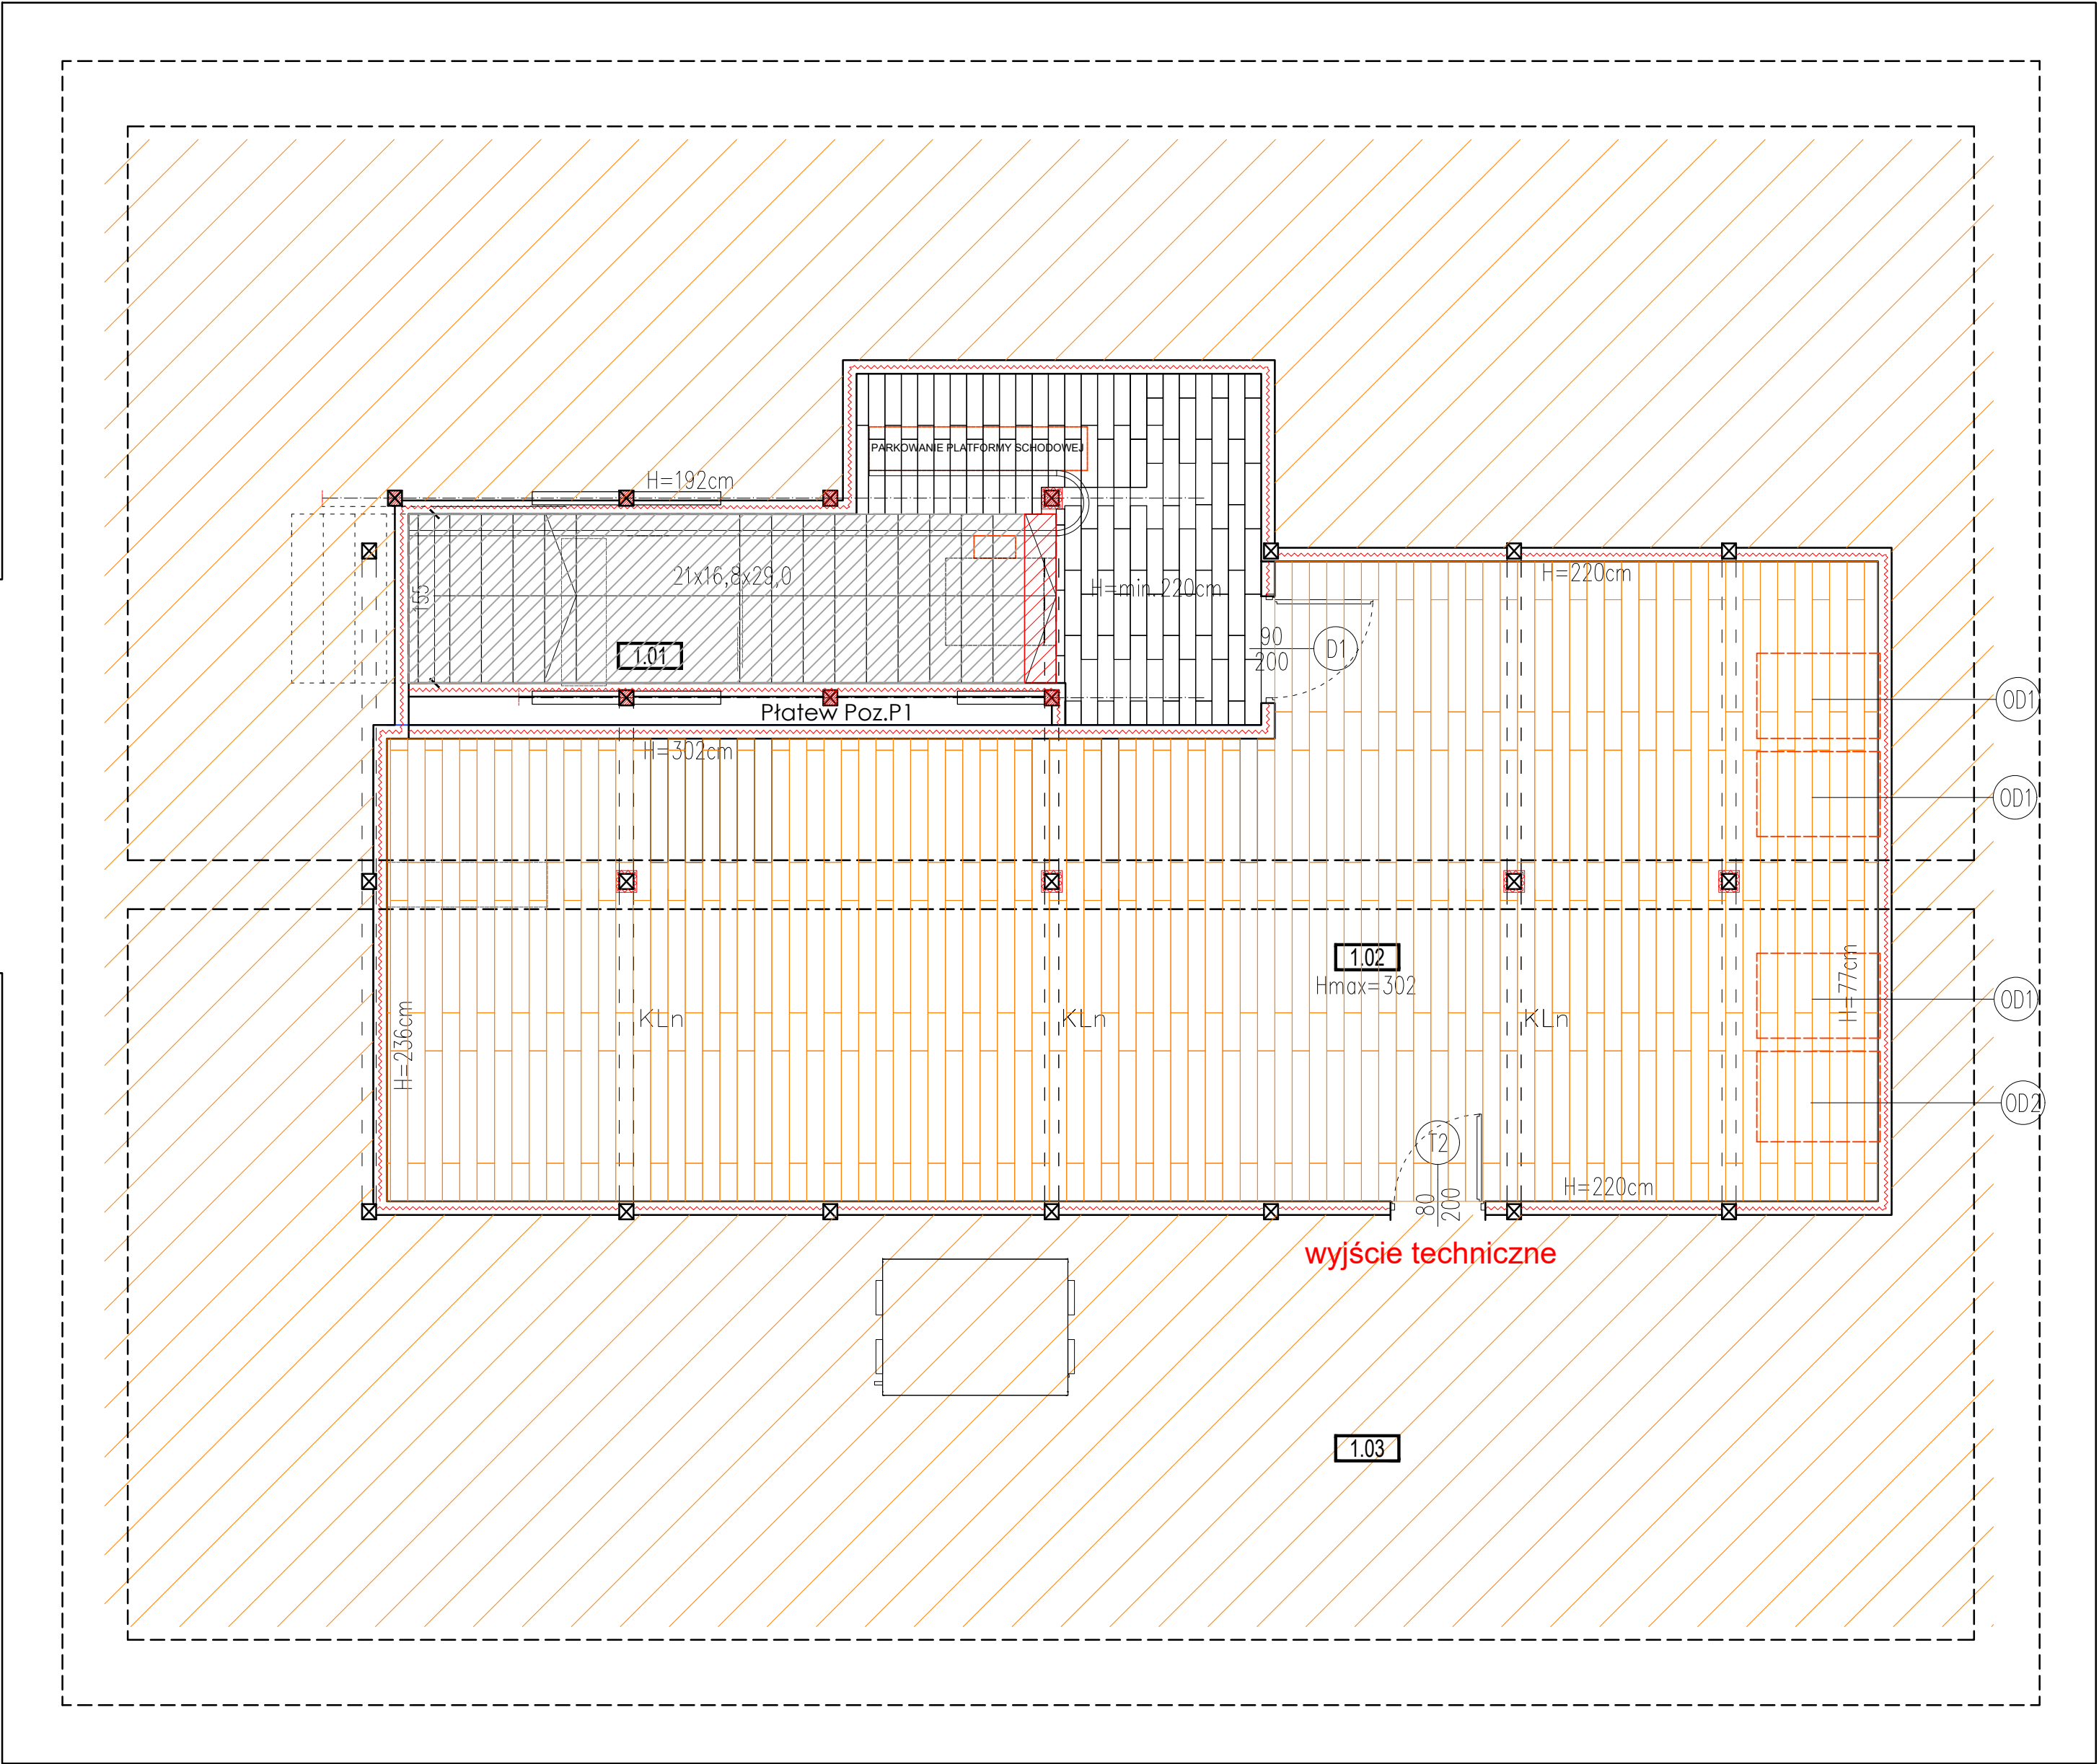 PARKOWANIE PLATFORMY SCHODOWEJ
H=192cm
21x16,8x29,0
155
H=min.220cm
H=220cm
1.01
90
200
D1
Płatew Poz.P1
H=302cm
OD1
OD1
1.02
Hmax=302
H=77cm
OD1
KLn
KLn
KLn
H=236cm
OD2
T2
80
200
H=220cm
wyjście techniczne
1.03